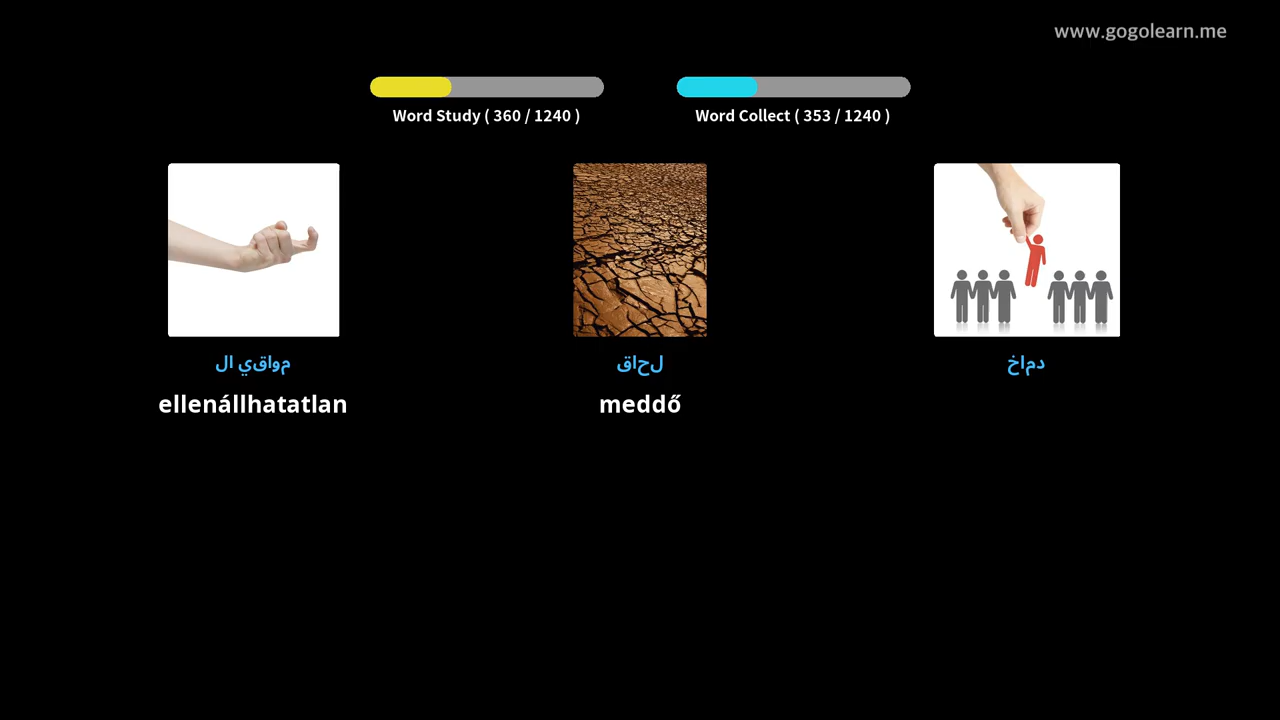 www.gogolearn.me
Word Study ( 360 / 1240 )
Word Collect ( 353 / 1240 )
مواقي ال
لحاق
دماخ
ellenállhatatlan
meddő